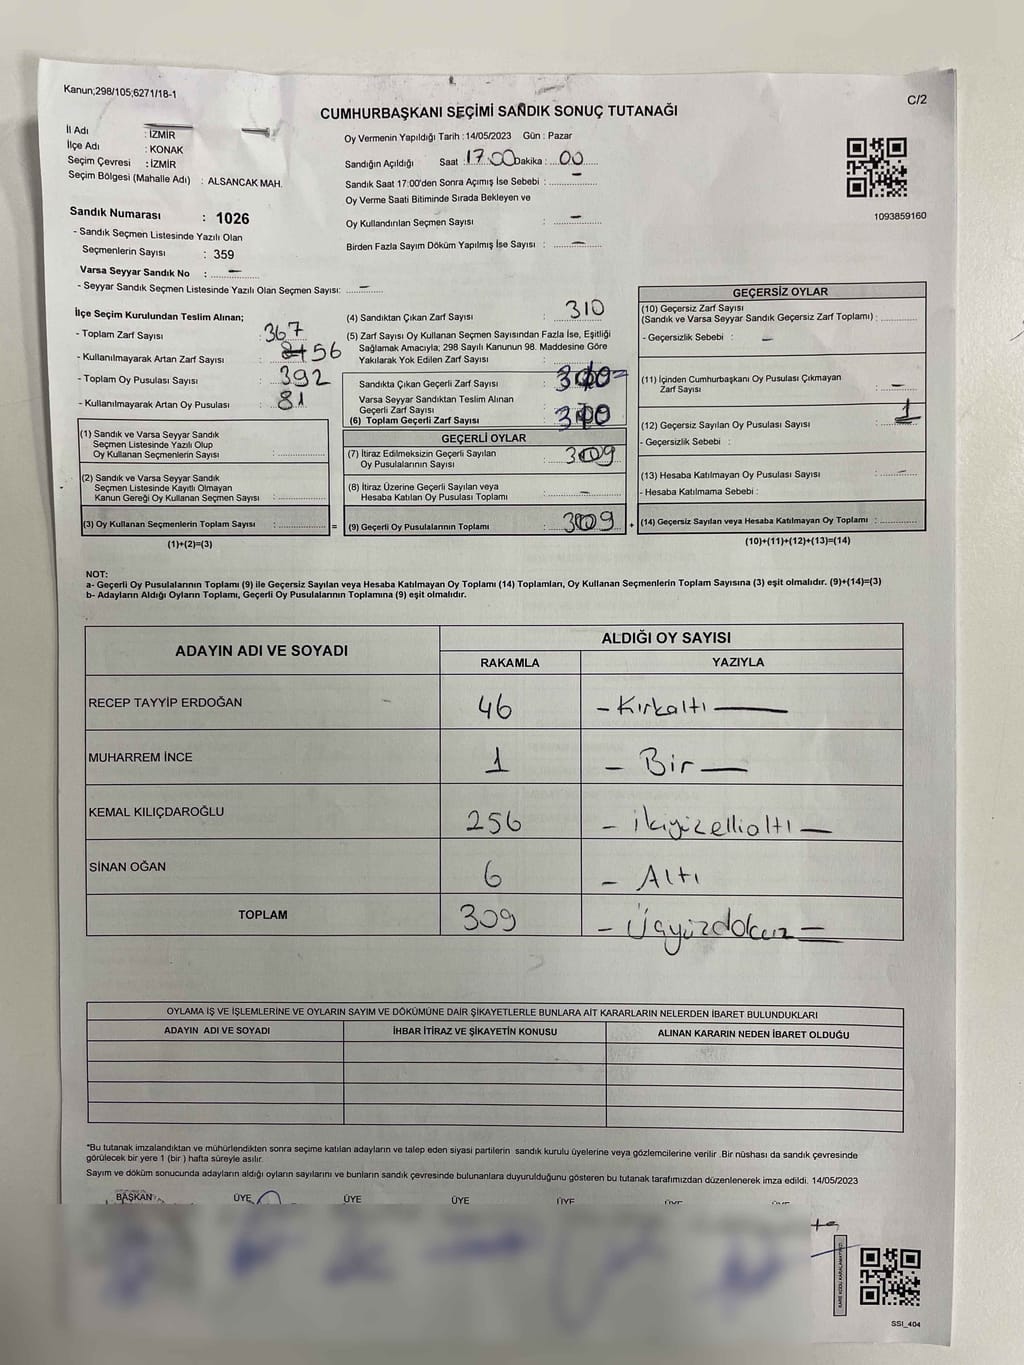 Kanun;298/105;6271/18-1
C/2
CUMHURBAŞKANI SEÇİMİ SANDIK SONUÇ TUTANAĞI
İl Adı : İZMİR
İlçe Adı : KONAK
Seçim Çevresi : İZMİR
Seçim Bölgesi (Mahalle Adı) : ALSANCAK MAH.
Sandık Numarası : 1026
- Sandık Seçmen Listesinde Yazılı Olan
Seçmenlerin Sayısı : 359
Varsa Seyyar Sandık No : –
- Seyyar Sandık Seçmen Listesinde Yazılı Olan Seçmen Sayısı: –
Oy Vermenin Yapıldığı Tarih : 14/05/2023 Gün : Pazar
Sandığın Açıldığı Saat : 17.00 Dakika : 00
Sandık Saat 17:00'den Sonra Açımış İse Sebebi : –
Oy Verme Saati Bitiminde Sırada Bekleyen ve
Oy Kullandırılan Seçmen Sayısı : –
Birden Fazla Sayım Döküm Yapılmış İse Sayısı : –
1093859160
İlçe Seçim Kurulundan Teslim Alınan;
- Toplam Zarf Sayısı : 367
- Kullanılmayarak Artan Zarf Sayısı : 56
- Toplam Oy Pusulası Sayısı : 392
- Kullanılmayarak Artan Oy Pusulası : 81
(1) Sandık ve Varsa Seyyar Sandık
Seçmen Listesinde Yazılı Olup
Oy Kullanan Seçmenlerin Sayısı :
(2) Sandık ve Varsa Seyyar Sandık
Seçmen Listesinde Kayıtlı Olmayan
Kanun Gereği Oy Kullanan Seçmen Sayısı :
(3) Oy Kullanan Seçmenlerin Toplam Sayısı : =
(1)+(2)=(3)
(4) Sandıktan Çıkan Zarf Sayısı : 310
(5) Zarf Sayısı Oy Kullanan Seçmen Sayısından Fazla İse, Eşitliği
Sağlamak Amacıyla; 298 Sayılı Kanunun 98. Maddesine Göre
Yakılarak Yok Edilen Zarf Sayısı :
Sandıkta Çıkan Geçerli Zarf Sayısı :
Varsa Seyyar Sandıktan Teslim Alınan
Geçerli Zarf Sayısı :
(6) Toplam Geçerli Zarf Sayısı :
GEÇERLİ OYLAR
(7) İtiraz Edilmeksizin Geçerli Sayılan
Oy Pusulalarının Sayısı : 309
(8) İtiraz Üzerine Geçerli Sayılan veya
Hesaba Katılan Oy Pusulası Toplamı : –
(9) Geçerli Oy Pusulalarının Toplamı : 309 +
GEÇERSİZ OYLAR
(10) Geçersiz Zarf Sayısı
(Sandık ve Varsa Seyyar Sandık Geçersiz Zarf Toplamı) :
- Geçersizlik Sebebi : –
(11) İçinden Cumhurbaşkanı Oy Pusulası Çıkmayan
Zarf Sayısı : –
(12) Geçersiz Sayılan Oy Pusulası Sayısı : 1
- Geçersizlik Sebebi :
(13) Hesaba Katılmayan Oy Pusulası Sayısı : –
- Hesaba Katılmama Sebebi :
(14) Geçersiz Sayılan veya Hesaba Katılmayan Oy Toplamı :
(10)+(11)+(12)+(13)=(14)
NOT:
a- Geçerli Oy Pusulalarının Toplamı (9) ile Geçersiz Sayılan veya Hesaba Katılmayan Oy Toplamı (14) Toplamları, Oy Kullanan Seçmenlerin Toplam Sayısına (3) eşit olmalıdır. (9)+(14)=(3)
b- Adayların Aldığı Oyların Toplamı, Geçerli Oy Pusulalarının Toplamına (9) eşit olmalıdır.
ADAYIN ADI VE SOYADI ALDIĞI OY SAYISI
RAKAMLA YAZIYLA
RECEP TAYYİP ERDOĞAN 46 – Kırkaltı –
MUHARREM İNCE 1 – Bir –
KEMAL KILIÇDAROĞLU 256 – ikiyüzellialtı –
SİNAN OĞAN 6 – Altı
TOPLAM 309 – Üçyüzdokuz –
OYLAMA İŞ VE İŞLEMLERİNE VE OYLARIN SAYIM VE DÖKÜMÜNE DAİR ŞİKAYETLERLE BUNLARA AİT KARARLARIN NELERDEN İBARET BULUNDUKLARI
ADAYIN ADI VE SOYADI İHBAR İTİRAZ VE ŞİKAYETİN KONUSU ALINAN KARARIN NEDEN İBARET OLDUĞU
*Bu tutanak imzalandıktan ve mühürlendikten sonra seçime katılan adayların ve talep eden siyasi partilerin sandık kurulu üyelerine veya gözlemcilerine verilir .Bir nüshası da sandık çevresinde
görülecek bir yere 1 (bir ) hafta süreyle asılır.
Sayım ve döküm sonucunda adayların aldığı oyların sayılarını ve bunların sandık çevresinde bulunanlara duyurulduğunu gösteren bu tutanak tarafımızdan düzenlenerek imza edildi. 14/05/2023
BAŞKAN ÜYE ÜYE ÜYE ÜYE
SSI_404